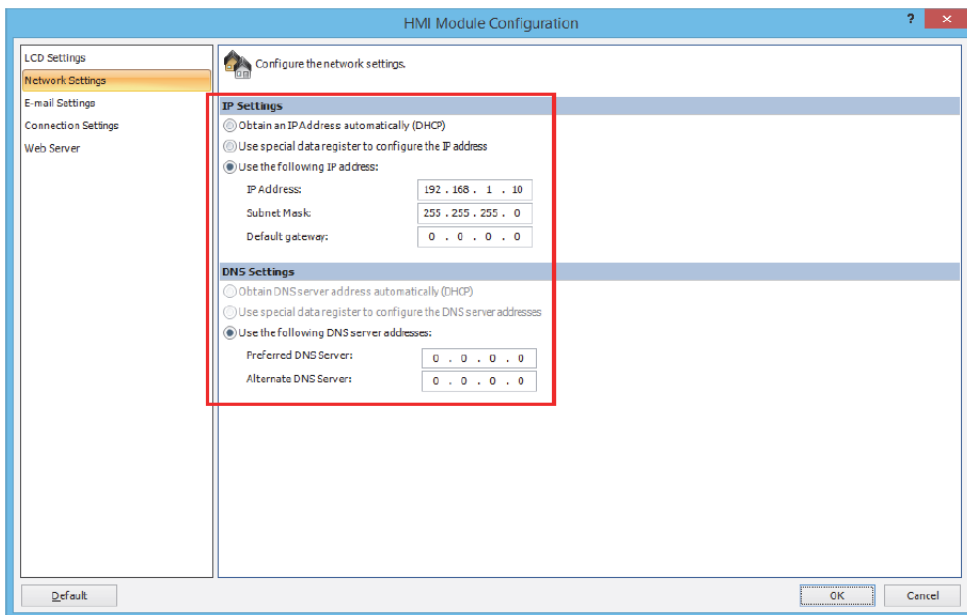 HMI Module Configuration
?
LCD Settings
Network Settings
E-mail Settings
Connection Settings
Web Server
Configure the network settings.
IP Settings
Obtain an IP Address automatically (DHCP)
Use special data register to configure the IP address
Use the following IP address:
IP Address: 192 . 168 . 1 . 10
Subnet Mask: 255 . 255 . 255 . 0
Default gateway: 0 . 0 . 0 . 0
DNS Settings
Obtain DNS server address automatically (DHCP)
Use special data register to configure the DNS server addresses
Use the following DNS server addresses:
Preferred DNS Server: 0 . 0 . 0 . 0
Alternate DNS Server: 0 . 0 . 0 . 0
Default OK Cancel